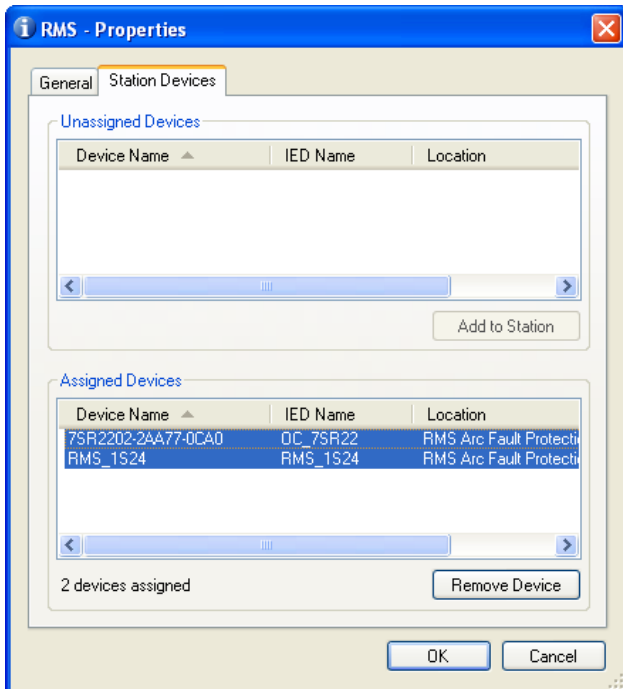 RMS - Properties
General Station Devices
Unassigned Devices
Device Name IED Name Location
Add to Station
Assigned Devices
Device Name IED Name Location
7SR2202-2AA77-0CA0 OC_7SR22 RMS Arc Fault Protecti
RMS_1S24 RMS_1S24 RMS Arc Fault Protecti
2 devices assigned Remove Device
OK Cancel